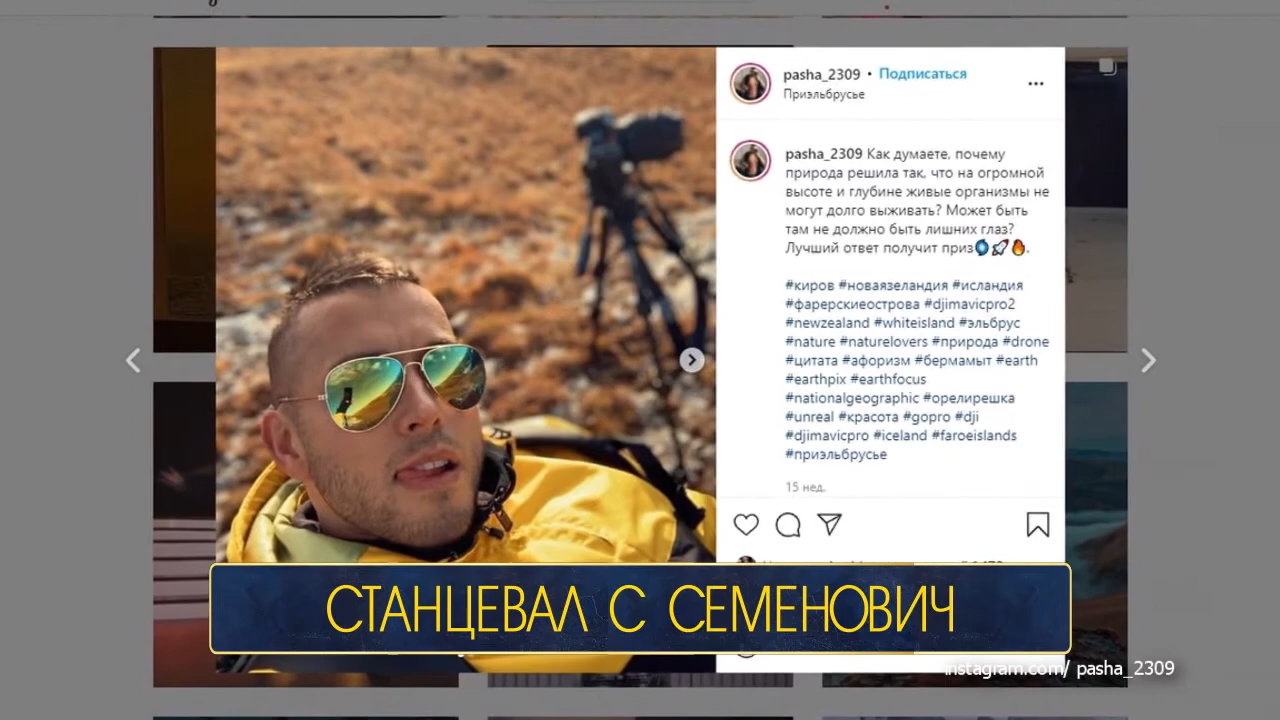 pasha_2309 • Подписаться
Приэльбрусье
pasha_2309 Как думаете, почему
природа решила так, что на огромной
высоте и глубине живые организмы не
могут долго выживать? Может быть
там не должно быть лишних глаз?
Лучший ответ получит приз🌀🚀🔥.
#киров #новаязеландия #исландия
#фарерскиеострова #djimavicpro2
#newzealand #whiteisland #эльбрус
#nature #naturelovers #природа #drone
#цитата #афоризм #бермамыт #earth
#earthpix #earthfocus
#nationalgeographic #орелирешка
#unreal #красота #gopro #dji
#djimavicpro #iceland #faroeislands
#приэльбрусье
15 нед.
СТАНЦЕВАЛ С СЕМЕНОВИЧ
instagram.com/ pasha_2309